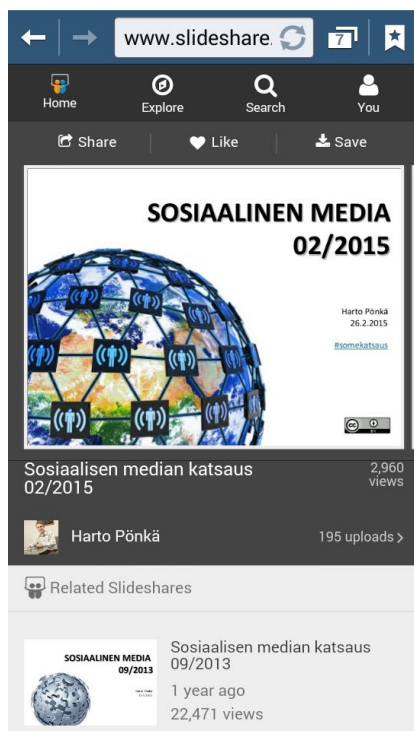 www.slideshare.
7
Home
Explore
Search
You
Share
Like
Save
SOSIAALINEN MEDIA
02/2015
Harto Pönkä
26.2.2015
#somekatsaus
cc
BY
Sosiaalisen median katsaus
02/2015
2,960
views
Harto Pönkä
195 uploads
Related Slideshares
SOSIAALINEN MEDIA
09/2013
Sosiaalisen median katsaus
09/2013
1 year ago
22,471 views